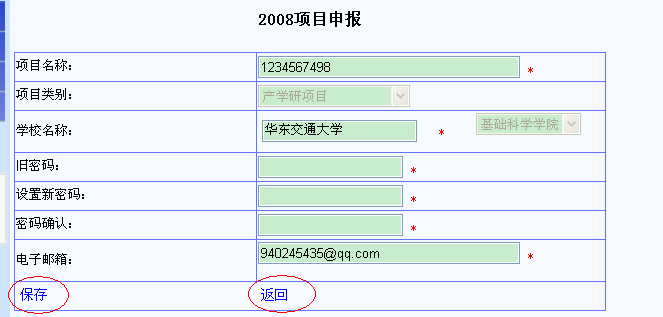 2008项目申报
项目名称： 1234567498 *
项目类别： 产学研项目
学校名称： 华东交通大学 * 基础科学学院
旧密码： *
设置新密码： *
密码确认： *
电子邮箱： 940245435@qq.com *
保存 返回